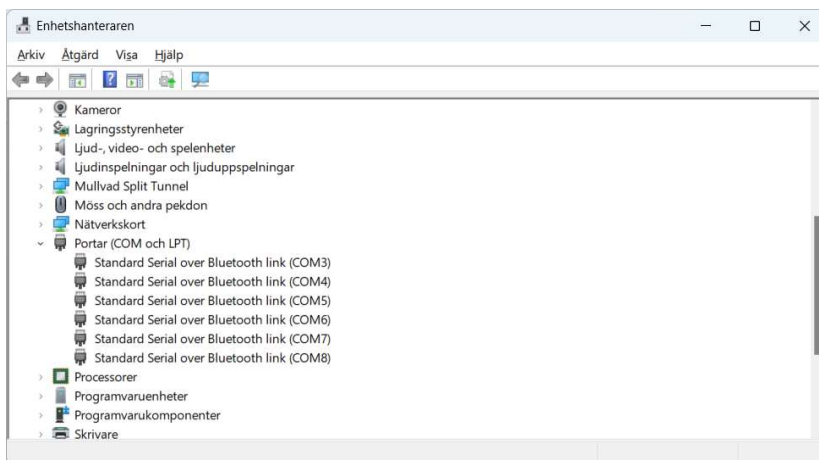 Enhetshanteraren
Arkiv Åtgärd Visa Hjälp
Kameror
Lagringsstyrenheter
Ljud-, video- och spelenheter
Ljudinspelningar och ljuduppspelningar
Mullvad Split Tunnel
Möss och andra pekdon
Nätverkskort
Portar (COM och LPT)
Standard Serial over Bluetooth link (COM3)
Standard Serial over Bluetooth link (COM4)
Standard Serial over Bluetooth link (COM5)
Standard Serial over Bluetooth link (COM6)
Standard Serial over Bluetooth link (COM7)
Standard Serial over Bluetooth link (COM8)
Processorer
Programvaruenheter
Programvarukomponenter
Skrivare